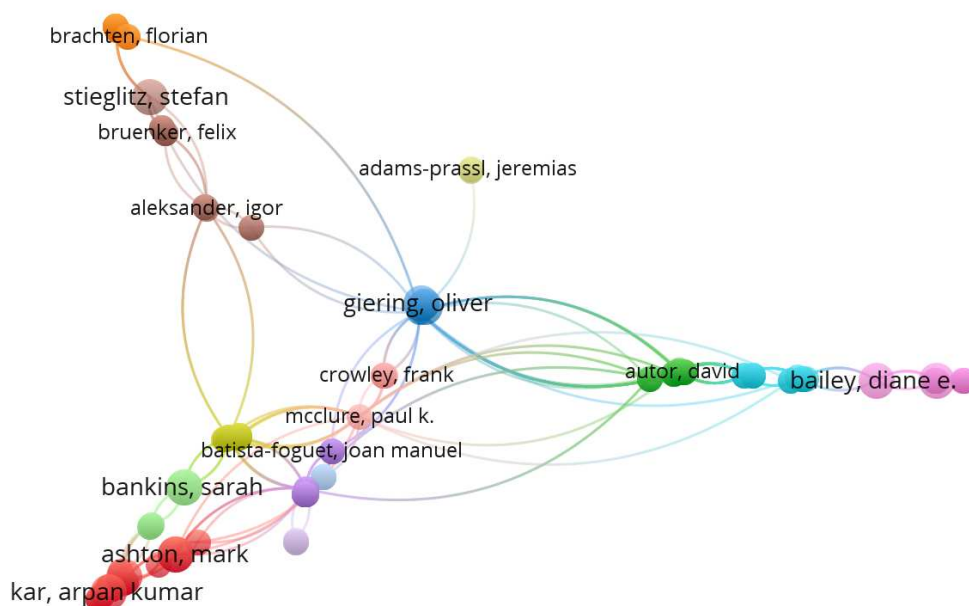 brachten, florian
stieglitz, stefan
bruenker, felix
adams-prassl, jeremias
aleksander, igor
giering, oliver
autor, david
crowley, frank
bailey, diane e.
mcclure, paul k.
batista-foguet, joan manuel
bankins, sarah
ashton, mark
kar, arpan kumar